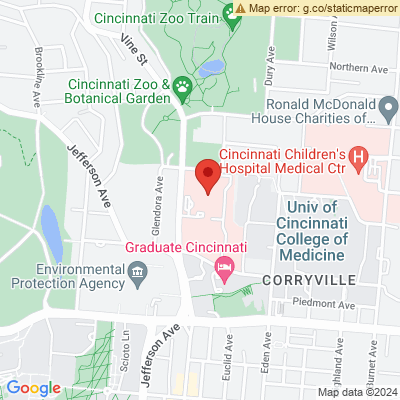 Map error: g.co/staticmaperror
Cincinnati Zoo Train
Vine St
Brookline Ave
Wilson Ave
Dury Ave
Northern Ave
Cincinnati Zoo &
Botanical Garden
Ronald McDonald
House Charities of...
Jefferson Ave
Glendora Ave
Cincinnati Children's
Hospital Medical Ctr
H
Univ of
Cincinnati
College of
Medicine
Graduate Cincinnati
Environmental
Protection Agency
CORRYVILLE
Piedmont Ave
Jefferson Ave
Scioto Ln
Euclid Ave
Eden Ave
Highland Ave
Burnet Ave
Google
Map data ©2024